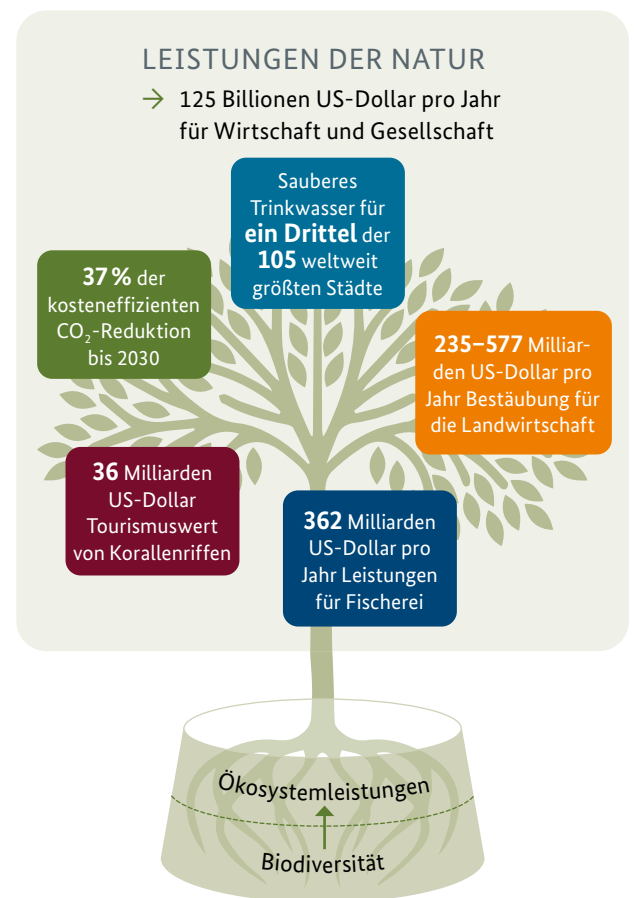 LEISTUNGEN DER NATUR
→ 125 Billionen US-Dollar pro Jahr
für Wirtschaft und Gesellschaft
Sauberes
Trinkwasser für
ein Drittel der
105 weltweit
größten Städte
37 % der
kosteneffizienten
CO₂-Reduktion
bis 2030
235–577 Milliar-
den US-Dollar pro
Jahr Bestäubung für
die Landwirtschaft
36 Milliarden
US-Dollar
Tourismuswert
von Korallenriffen
362 Milliarden
US-Dollar pro
Jahr Leistungen
für Fischerei
Ökosystemleistungen
Biodiversität